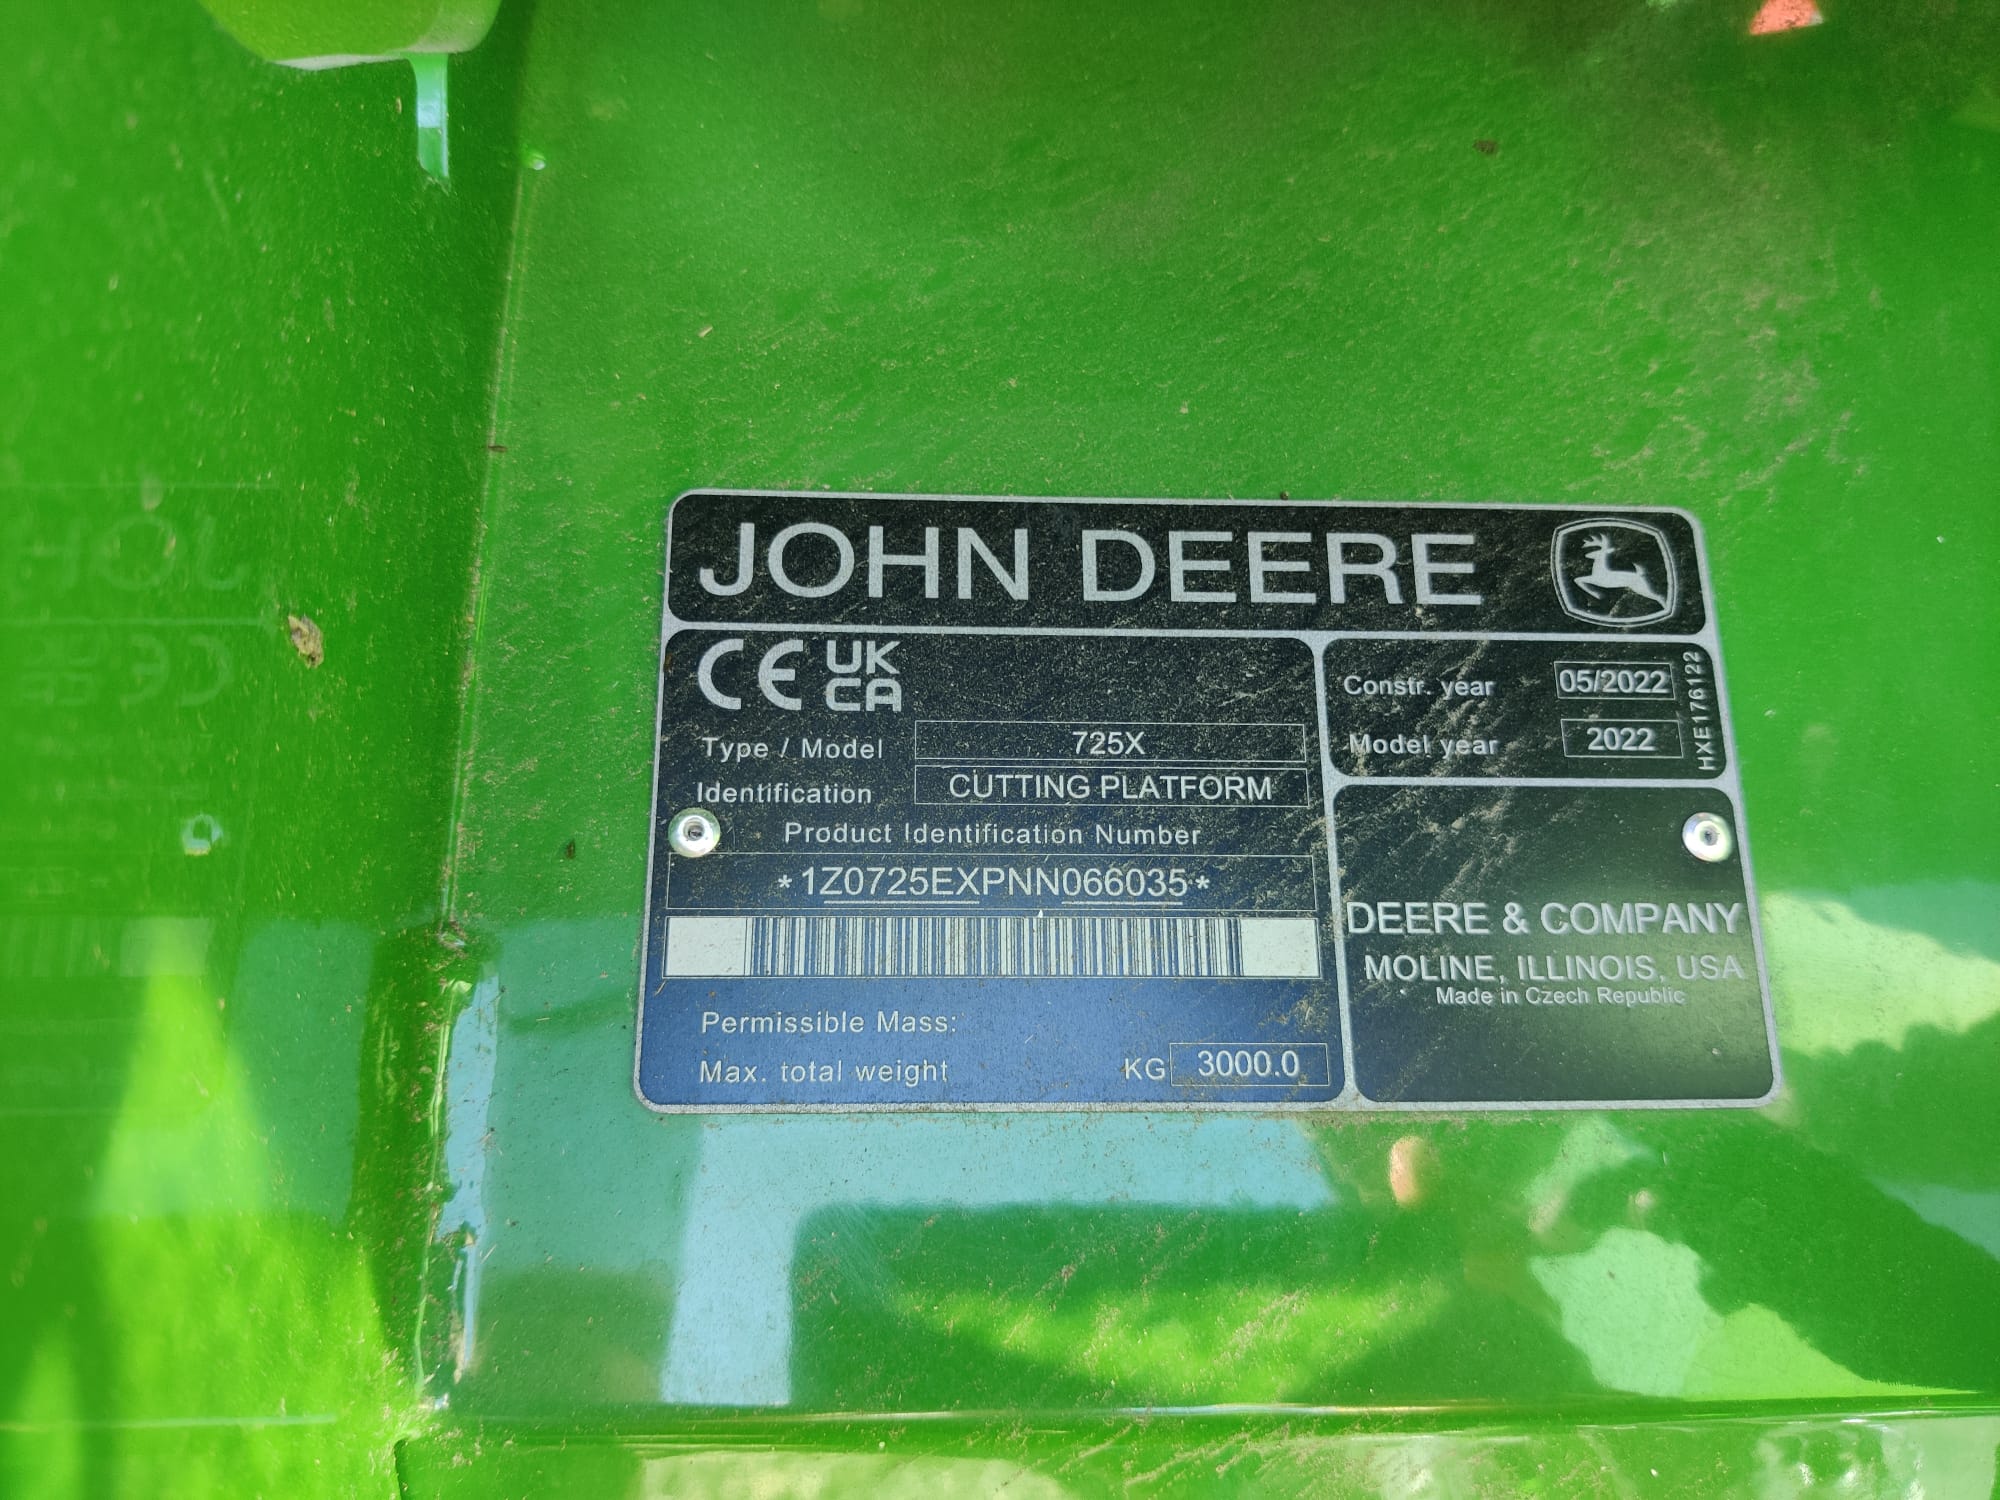 JOHN DEERE
CE UK CA
Type / Model 725X
Identification CUTTING PLATFORM
Product Identification Number
*1Z0725EXPNN066035*
Permissible Mass:
Max. total weight KG 3000.0
Constr. year 05/2022
Model year 2022
HXE176122
DEERE & COMPANY
MOLINE, ILLINOIS, USA
Made in Czech Republic